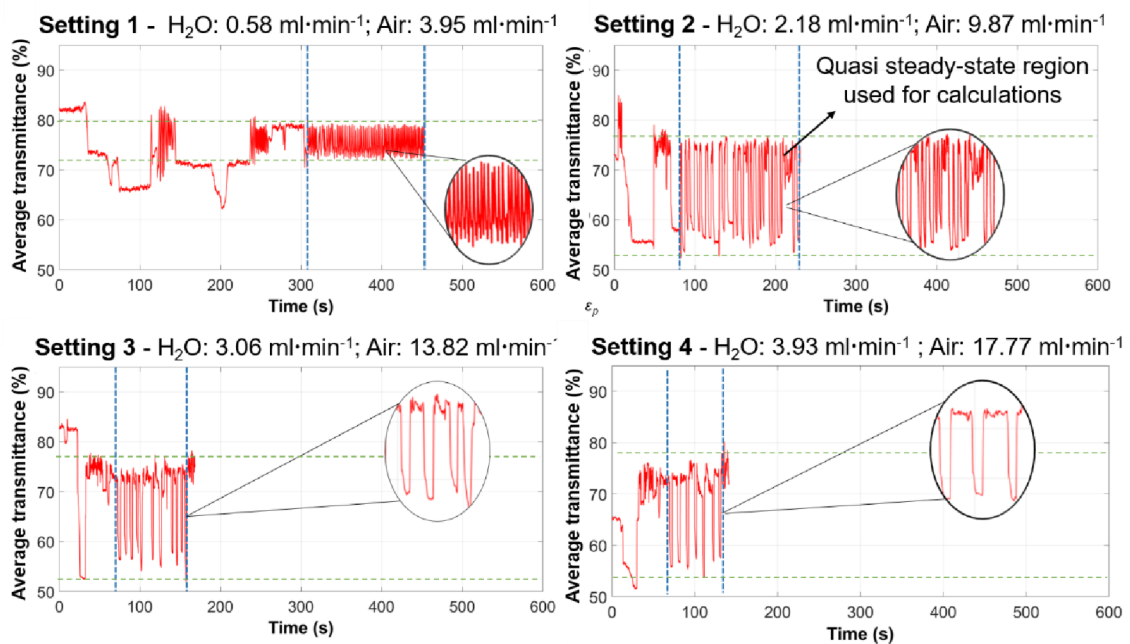 Setting 1 - H₂O: 0.58 ml·min⁻¹; Air: 3.95 ml·min⁻¹
Average transmittance (%)
90
80
70
60
50
0 100 200 300 400 500 600
Time (s)
Setting 2 - H₂O: 2.18 ml·min⁻¹; Air: 9.87 ml·min⁻¹
Quasi steady-state region
used for calculations
Average transmittance (%)
90
80
70
60
50
0 100 200 300 400 500 600
εₚ
Time (s)
Setting 3 - H₂O: 3.06 ml·min⁻¹; Air: 13.82 ml·min⁻
Average transmittance (%)
90
80
70
60
50
0 100 200 300 400 500 600
Time (s)
Setting 4 - H₂O: 3.93 ml·min⁻¹ ; Air: 17.77 ml·min⁻¹
Average transmittance (%)
90
80
70
60
50
0 100 200 300 400 500 600
Time (s)